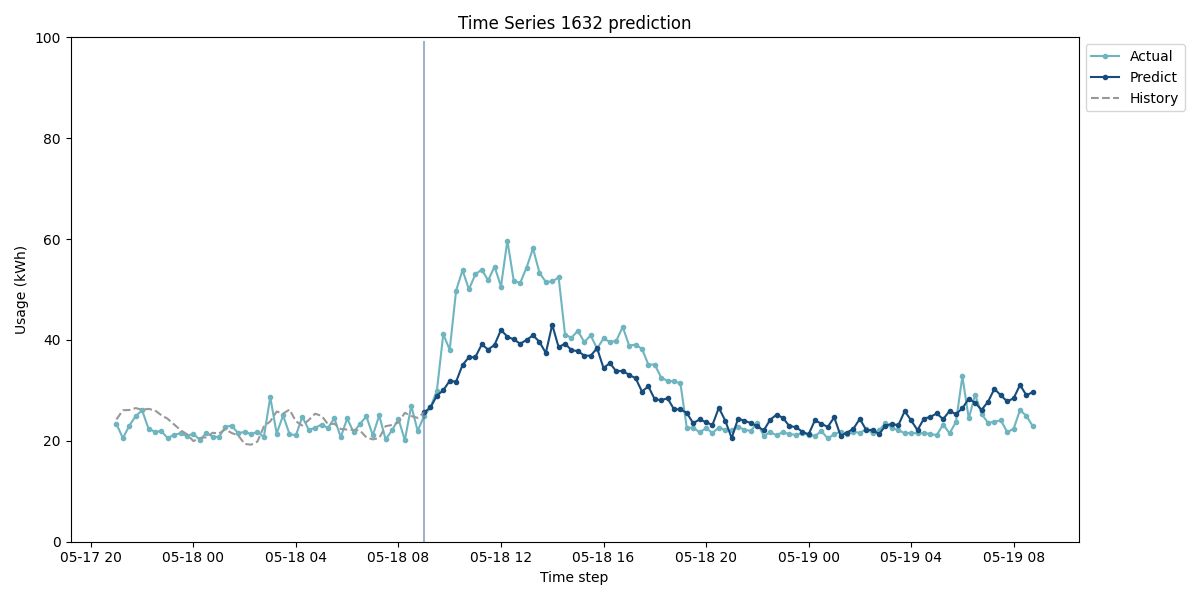 Time Series 1632 prediction
100
80
60
40
20
0
Usage (kWh)
05-17 20
05-18 00
05-18 04
05-18 08
05-18 12
05-18 16
05-18 20
05-19 00
05-19 04
05-19 08
Time step
Actual
Predict
History